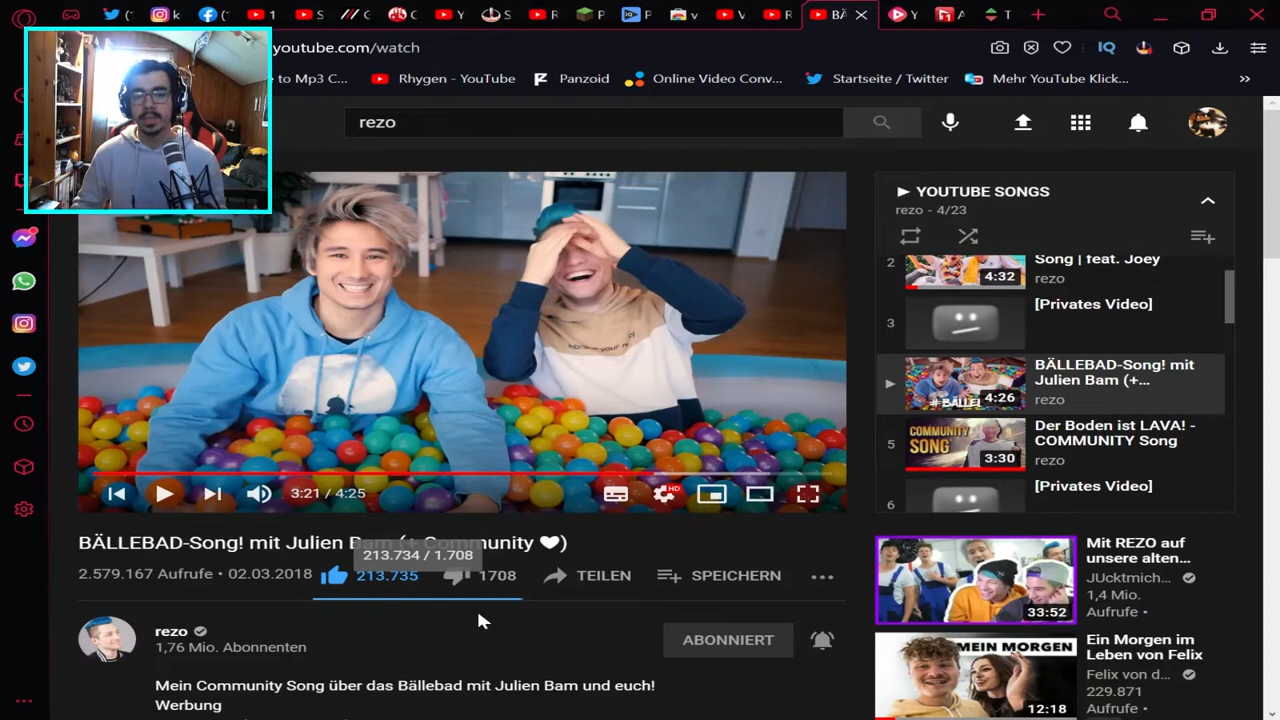 youtube.com/watch
IQ
e to Mp3 C...
Rhygen - YouTube
Panzoid
Online Video Conv...
Startseite / Twitter
Mehr YouTube Klick...
rezo
YOUTUBE SONGS
rezo - 4/23
2
Song | feat. Joey
rezo
4:32
3
[Privates Video]
BÄLLEBAD-Song! mit
Julien Bam (+...
rezo
4:26
5
Der Boden ist LAVA! -
COMMUNITY Song
rezo
COMMUNITY
SONG
3:30
6
[Privates Video]
3:21 / 4:25
HD
BÄLLEBAD-Song! mit Julien Bam (+ Community ❤)
213.734 / 1.708
2.579.167 Aufrufe • 02.03.2018
213.735
1708
TEILEN
SPEICHERN
rezo
1,76 Mio. Abonnenten
ABONNIERT
Mein Community Song über das Bällebad mit Julien Bam und euch!
Werbung
Mit REZO auf
unsere alten...
JUcktmich...
1,4 Mio.
Aufrufe •
33:52
Ein Morgen im
Leben von Felix
Felix von d...
229.871
Aufrufe •
MEIN MORGEN
12:18